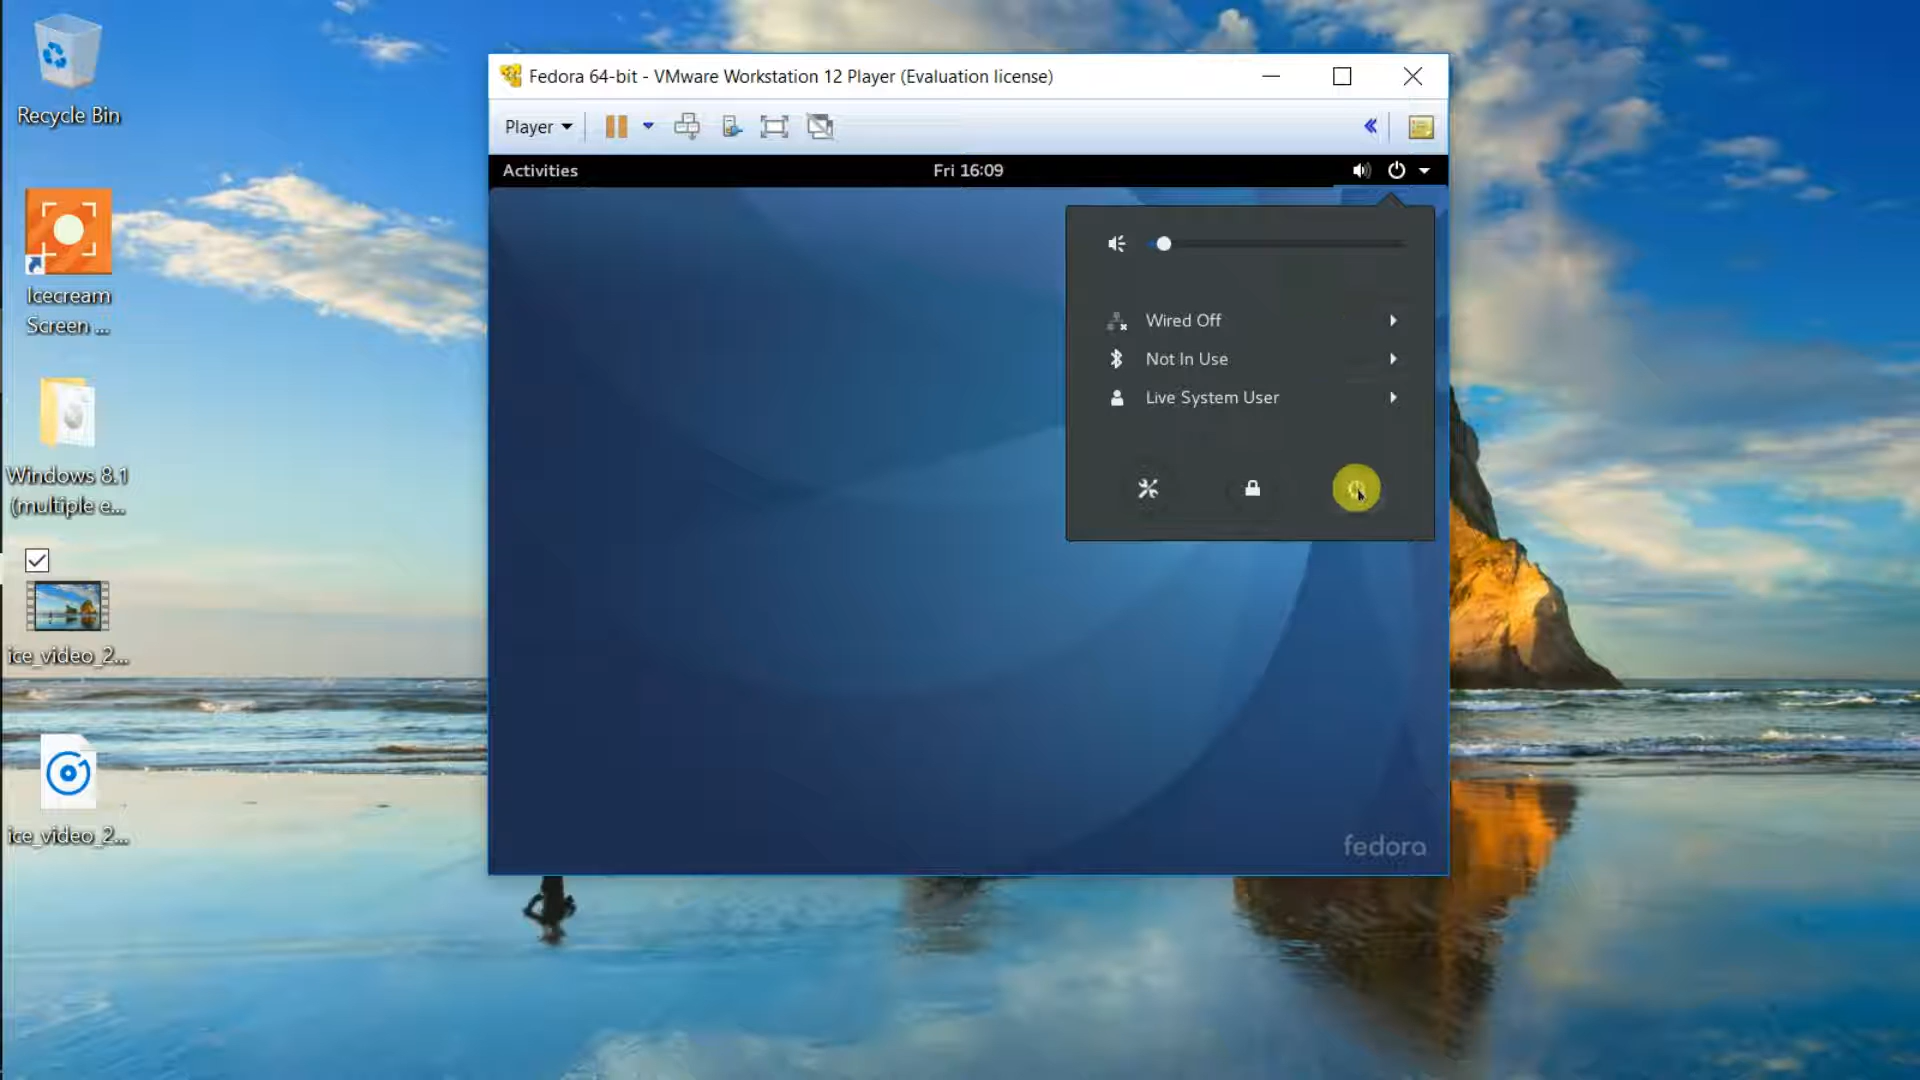 Recycle Bin
Icecream
Screen ...
Windows 8.1
(multiple e...
ice_video_2...
ice_video_2...
Fedora 64-bit - VMware Workstation 12 Player (Evaluation license)
Player
Activities
Fri 16:09
Wired Off
Not In Use
Live System User
fedora